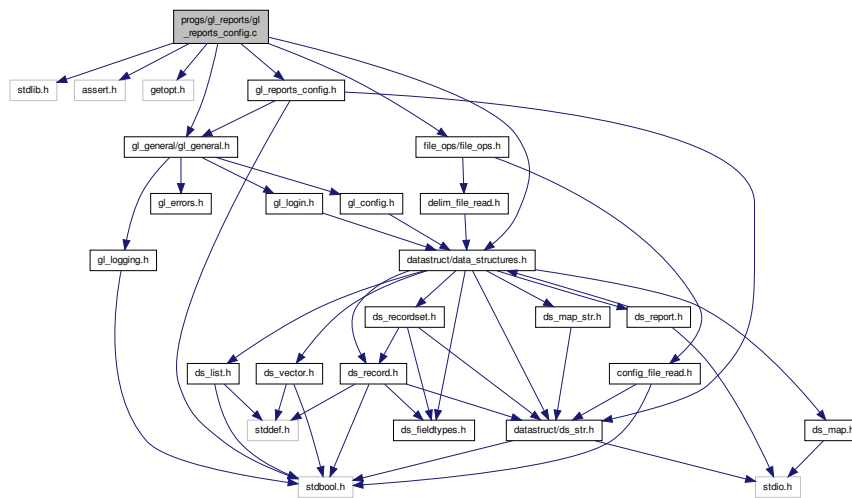 progs/gl_reports/gl
_reports_config.c
stdlib.h
assert.h
getopt.h
gl_reports_config.h
gl_general/gl_general.h
file_ops/file_ops.h
gl_errors.h
gl_login.h
gl_config.h
delim_file_read.h
gl_logging.h
datastruct/data_structures.h
ds_recordset.h
ds_map_str.h
ds_report.h
ds_list.h
ds_vector.h
ds_record.h
config_file_read.h
stddef.h
ds_fieldtypes.h
datastruct/ds_str.h
ds_map.h
stdbool.h
stdio.h